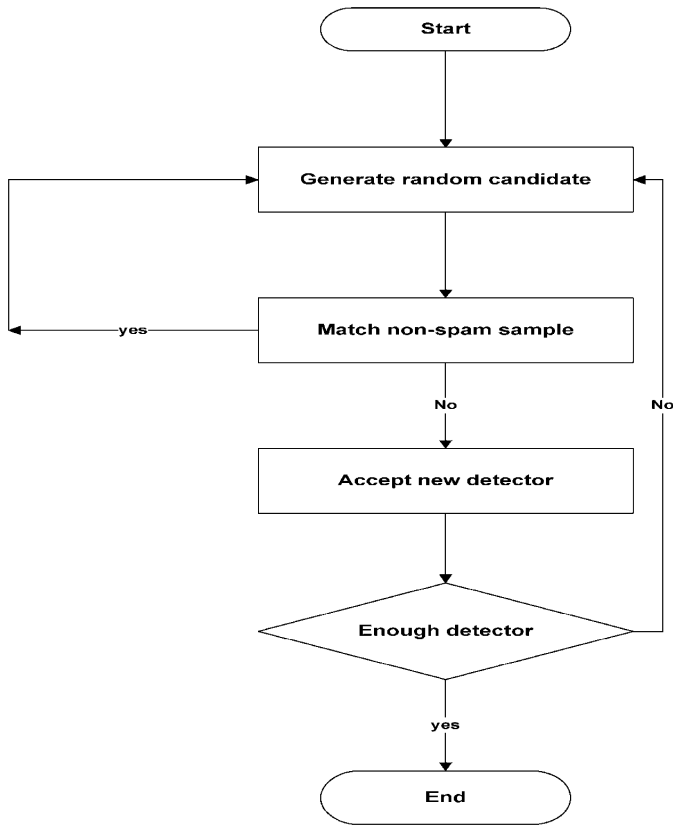 Start
Generate random candidate
yes
Match non-spam sample
No
No
Accept new detector
Enough detector
yes
End